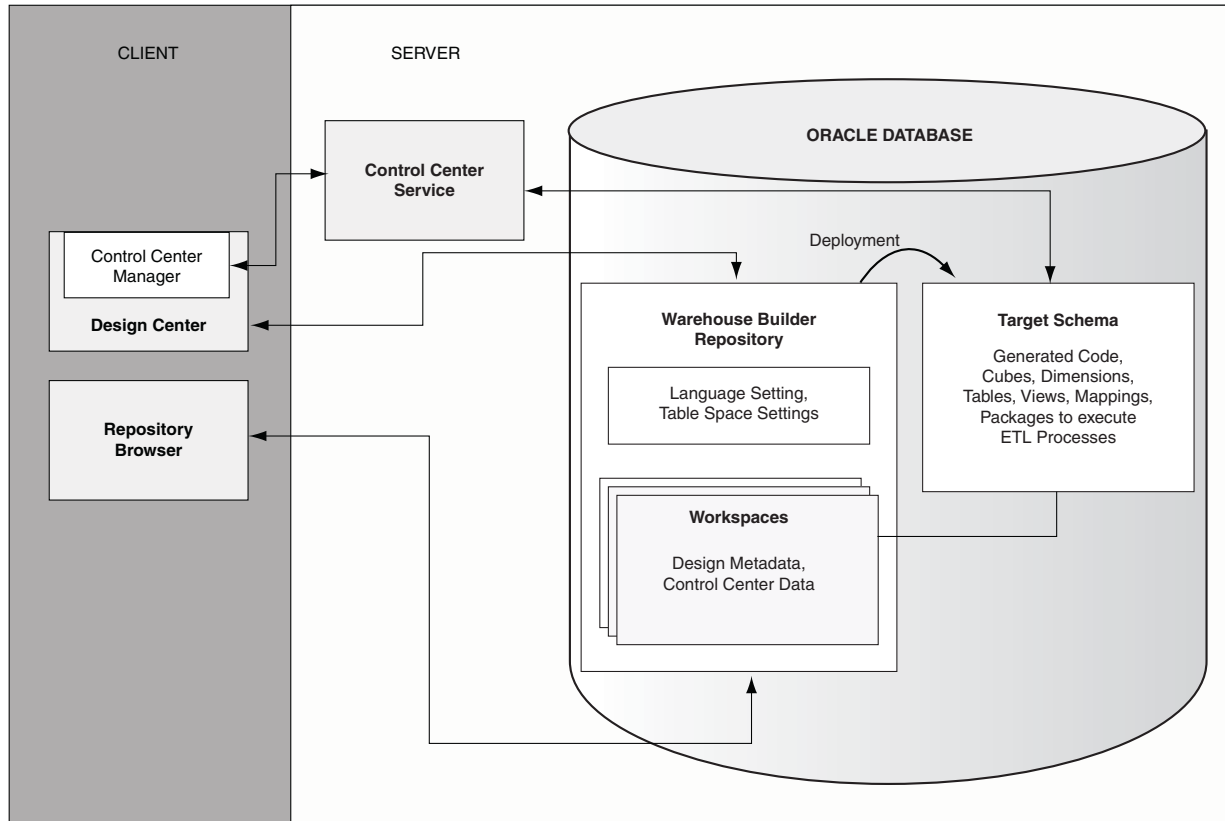 CLIENT
SERVER
ORACLE DATABASE
Control Center
Service
Control Center
Manager
Design Center
Repository
Browser
Deployment
Warehouse Builder
Repository
Language Setting,
Table Space Settings
Workspaces
Design Metadata,
Control Center Data
Target Schema
Generated Code,
Cubes, Dimensions,
Tables, Views, Mappings,
Packages to execute
ETL Processes